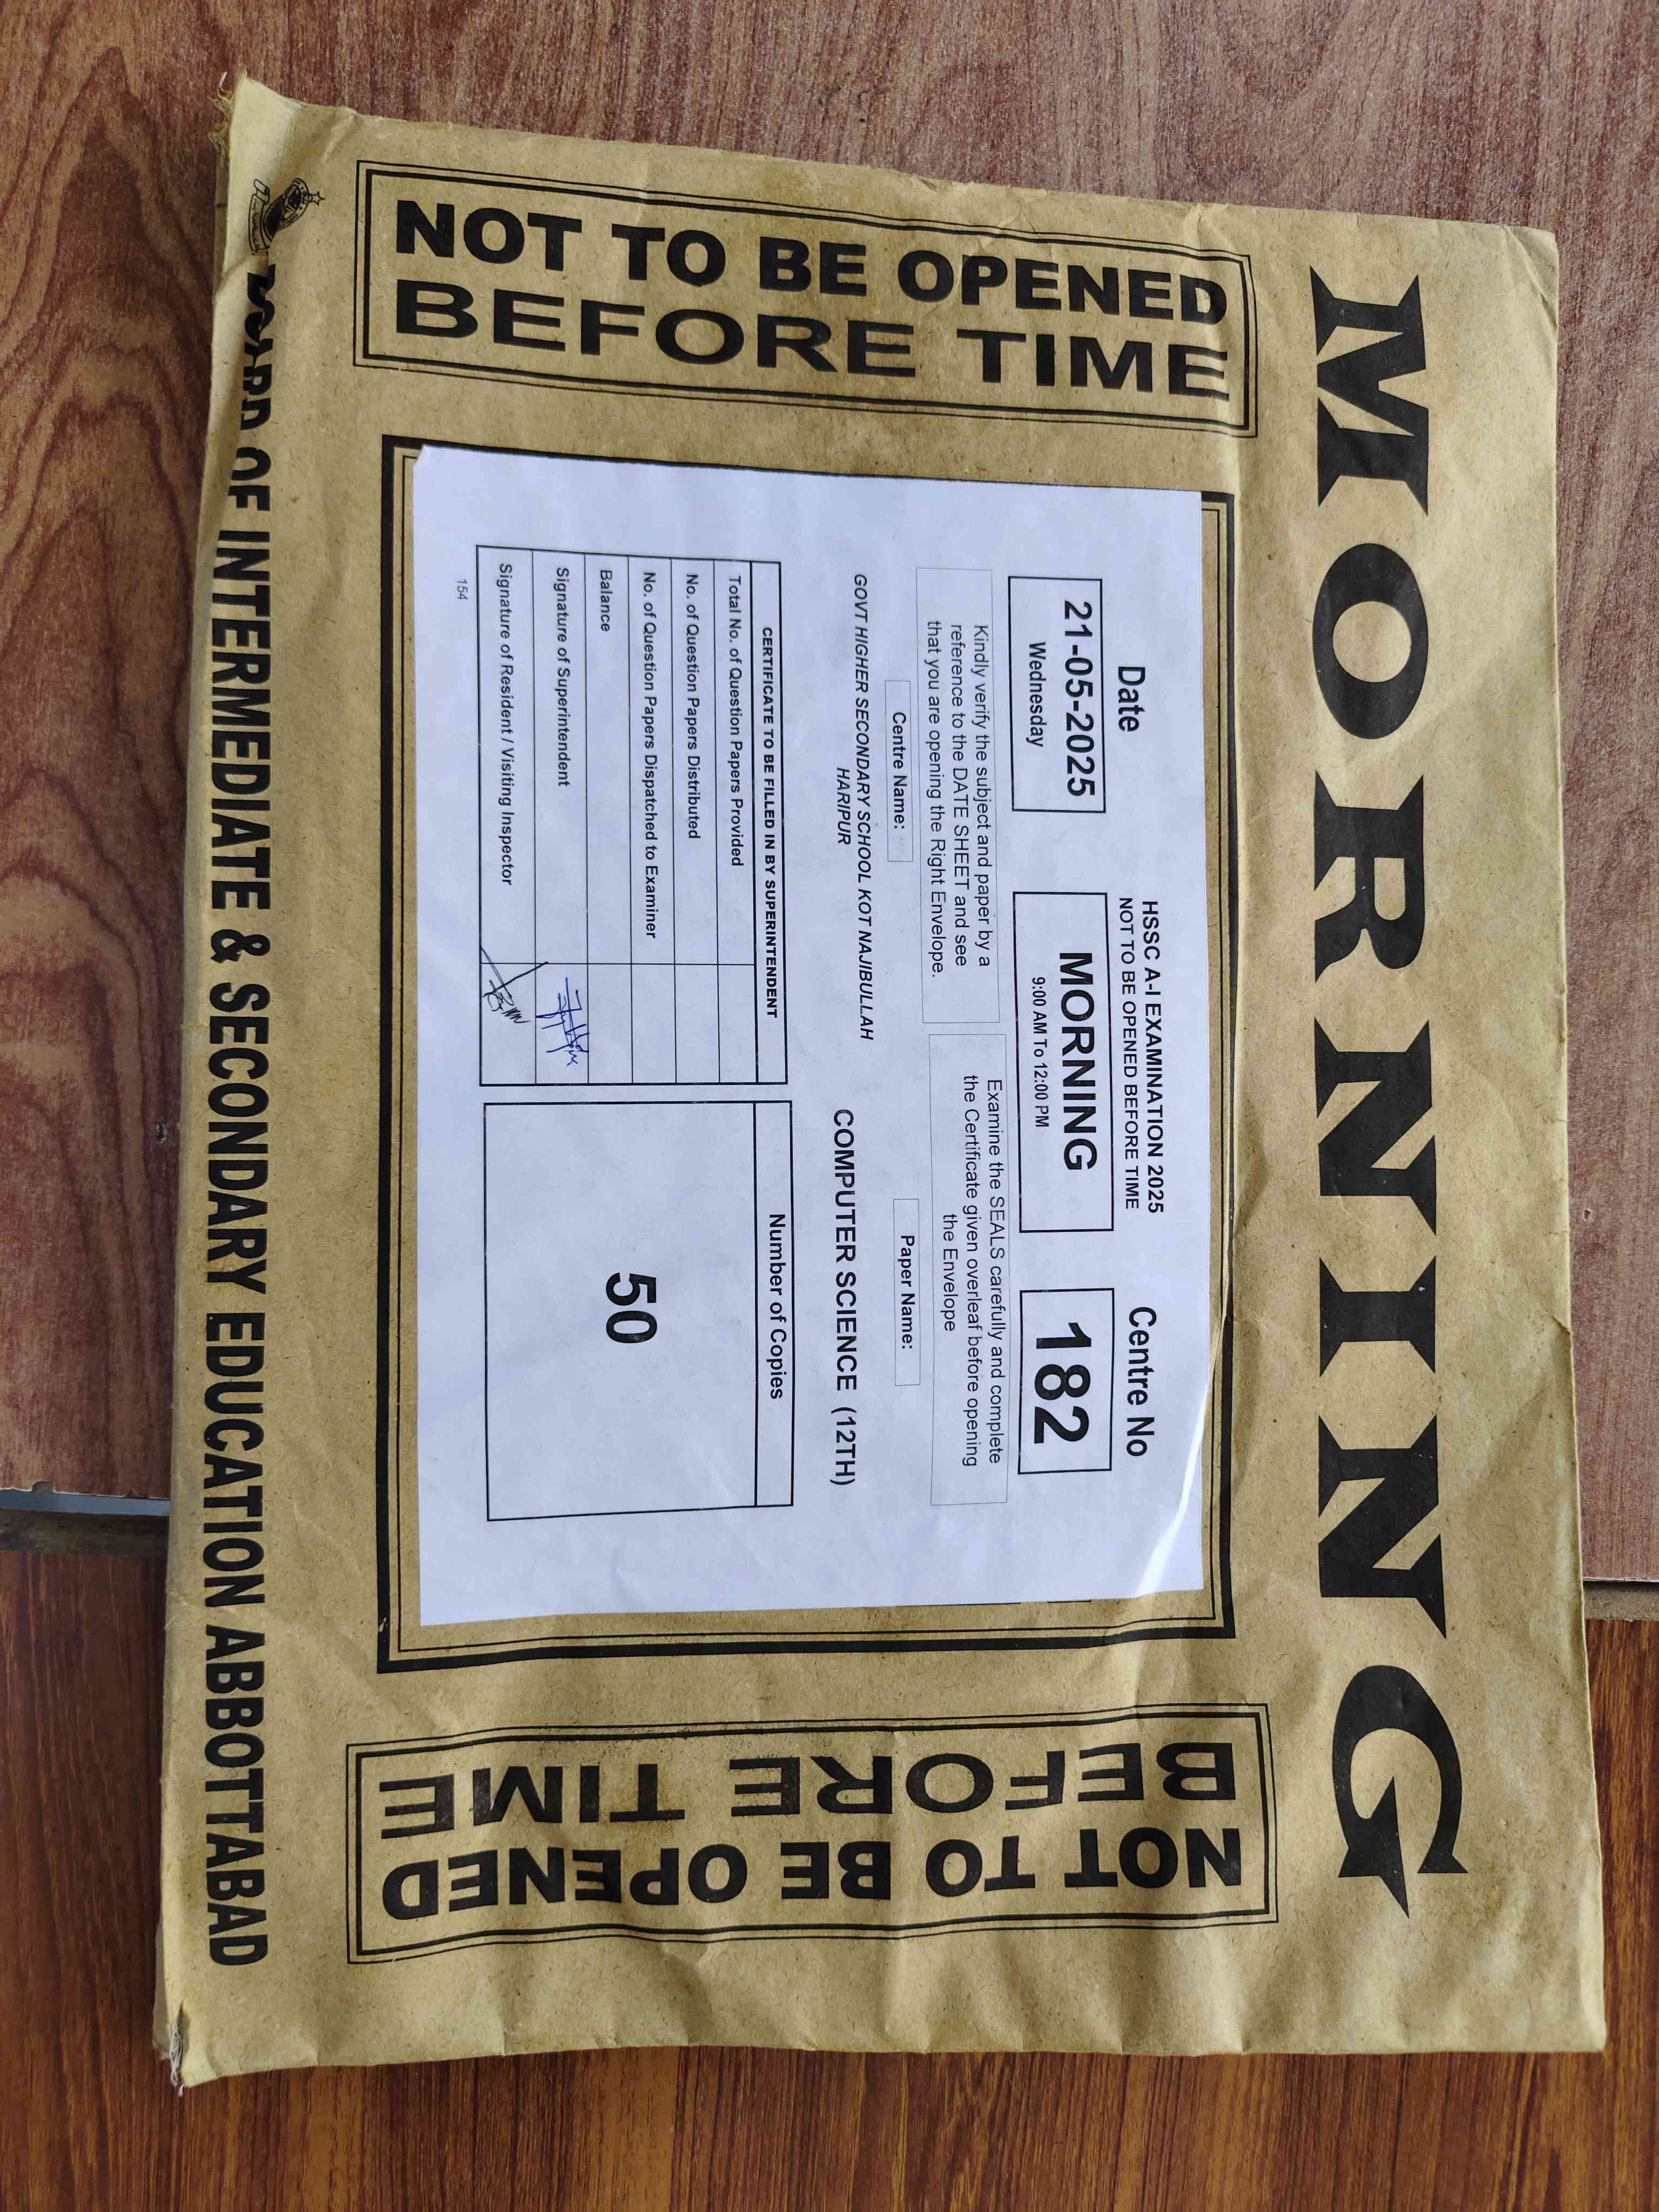 MORNING
NOT TO BE OPENED
BEFORE TIME
Date
HSSC A-I EXAMINATION 2025
NOT TO BE OPENED BEFORE TIME
Centre No
21-05-2025
Wednesday
MORNING
9:00 AM To 12:00 PM
182
Kindly verify the subject and paper by a
reference to the DATE SHEET and see
that you are opening the Right Envelope.
Examine the SEALS carefully and complete
the Certificate given overleaf before opening
the Envelope
Centre Name:
Paper Name:
GOVT HIGHER SECONDARY SCHOOL KOT NAJIBULLAH
HARIPUR
COMPUTER SCIENCE (12TH)
CERTIFICATE TO BE FILLED IN BY SUPERINTENDENT
Total No. of Question Papers Provided
No. of Question Papers Distributed
No. of Question Papers Dispatched to Examiner
Balance
Signature of Superintendent
Signature of Resident / Visiting Inspector
Number of Copies
50
154
NOT TO BE OPENED
BEFORE TIME
BOARD OF INTERMEDIATE & SECONDARY EDUCATION ABBOTTABAD